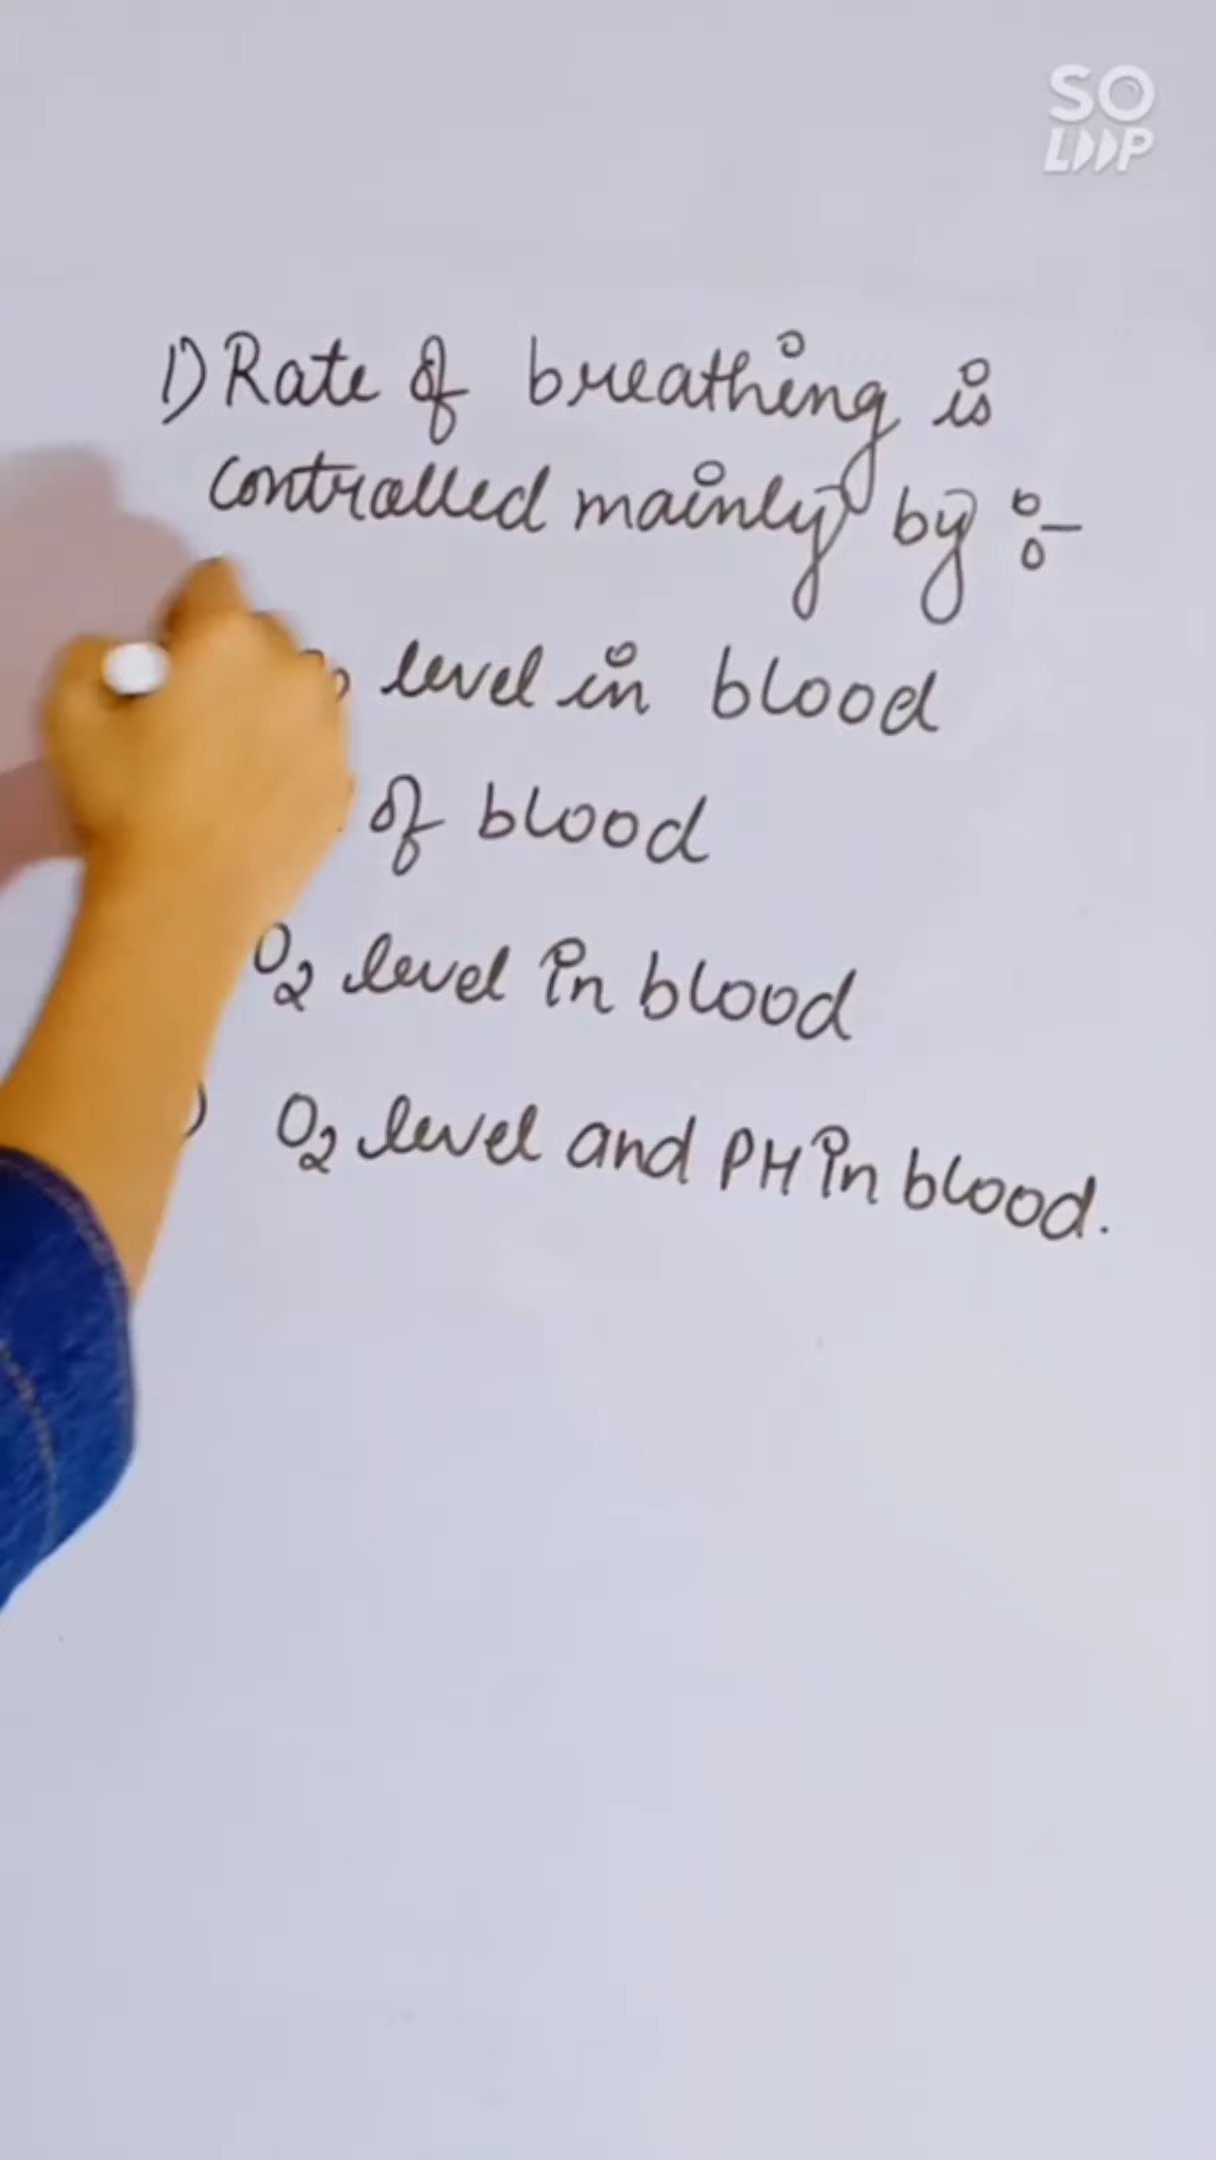 SO
LOOP
1) Rate of breathing is
controlled mainly by :-
level in blood
of blood
O2 level in blood
) O2 level and PH in blood.